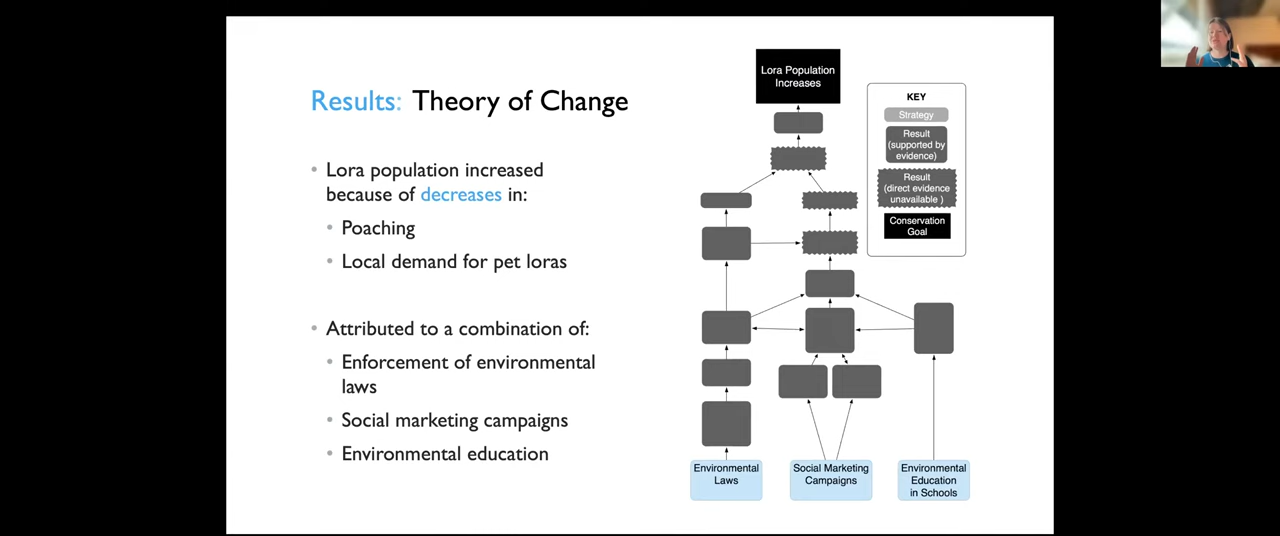 Results: Theory of Change
• Lora population increased
because of decreases in:
• Poaching
• Local demand for pet loras
• Attributed to a combination of:
• Enforcement of environmental
laws
• Social marketing campaigns
• Environmental education
Lora Population
Increases
KEY
Strategy
Result
(supported by
evidence)
Result
(direct evidence
unavailable )
Conservation
Goal
Environmental
Laws
Social Marketing
Campaigns
Environmental
Education
in Schools